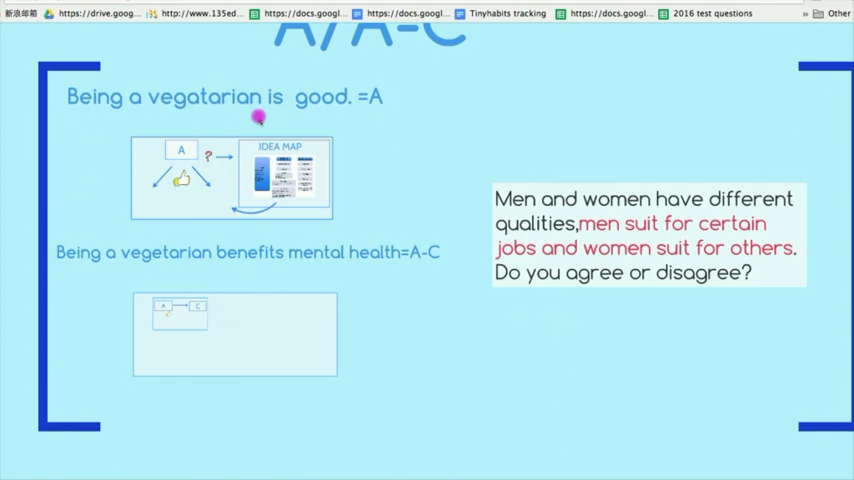 新浪邮箱 https://drive.goog... http://www.135ed... https://docs.googl... https://docs.googl... Tinyhabits tracking https://docs.googl... 2016 test questions » Other
A/A-C
Being a vegatarian is good. =A
A ? IDEA MAP
Being a vegetarian benefits mental health=A-C
A C
Men and women have different
qualities,men suit for certain
jobs and women suit for others.
Do you agree or disagree?